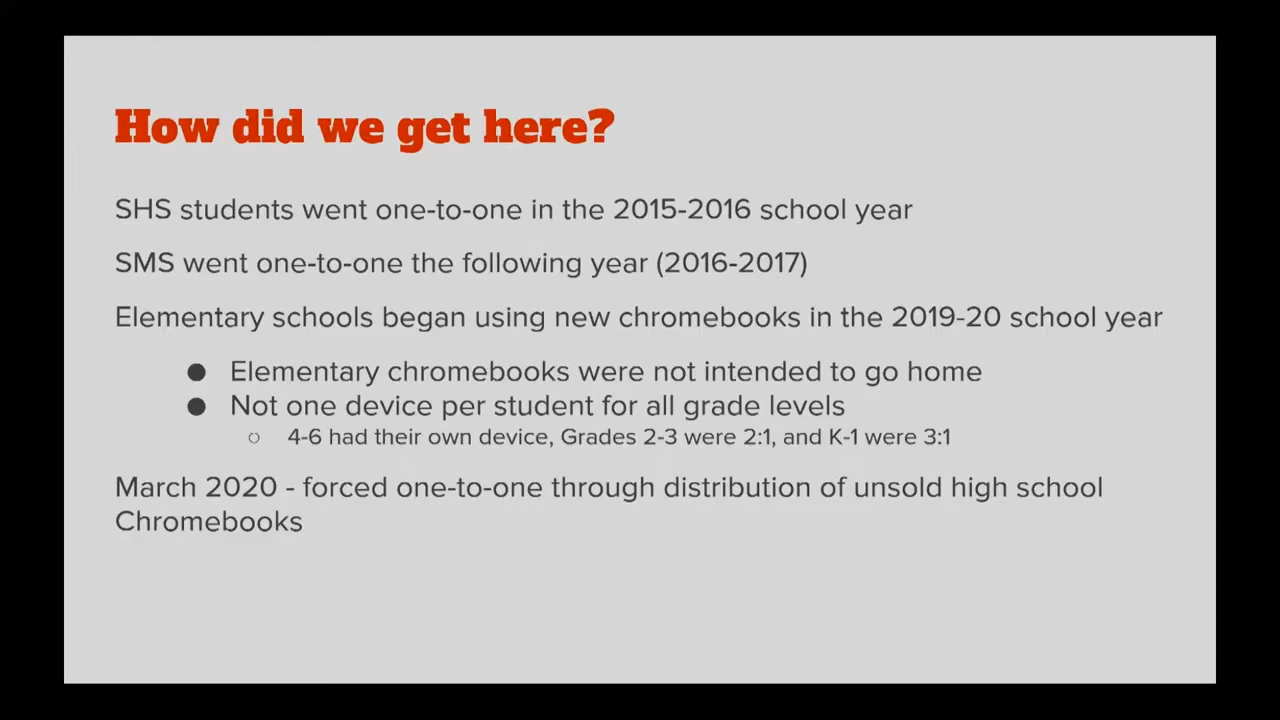 How did we get here?
SHS students went one-to-one in the 2015-2016 school year
SMS went one-to-one the following year (2016-2017)
Elementary schools began using new chromebooks in the 2019-20 school year
● Elementary chromebooks were not intended to go home
● Not one device per student for all grade levels
○ 4-6 had their own device, Grades 2-3 were 2:1, and K-1 were 3:1
March 2020 - forced one-to-one through distribution of unsold high school
Chromebooks